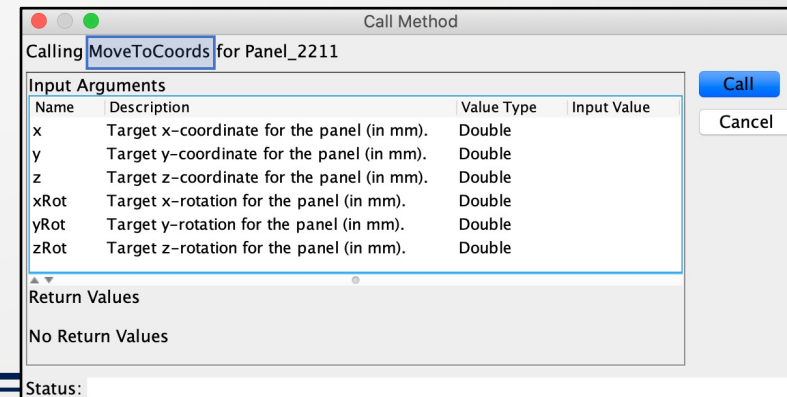 Call Method
Calling MoveToCoords for Panel_2211
Input Arguments
Name Description Value Type Input Value
x Target x-coordinate for the panel (in mm). Double
y Target y-coordinate for the panel (in mm). Double
z Target z-coordinate for the panel (in mm). Double
xRot Target x-rotation for the panel (in mm). Double
yRot Target y-rotation for the panel (in mm). Double
zRot Target z-rotation for the panel (in mm). Double
Return Values
No Return Values
Call
Cancel
Status: